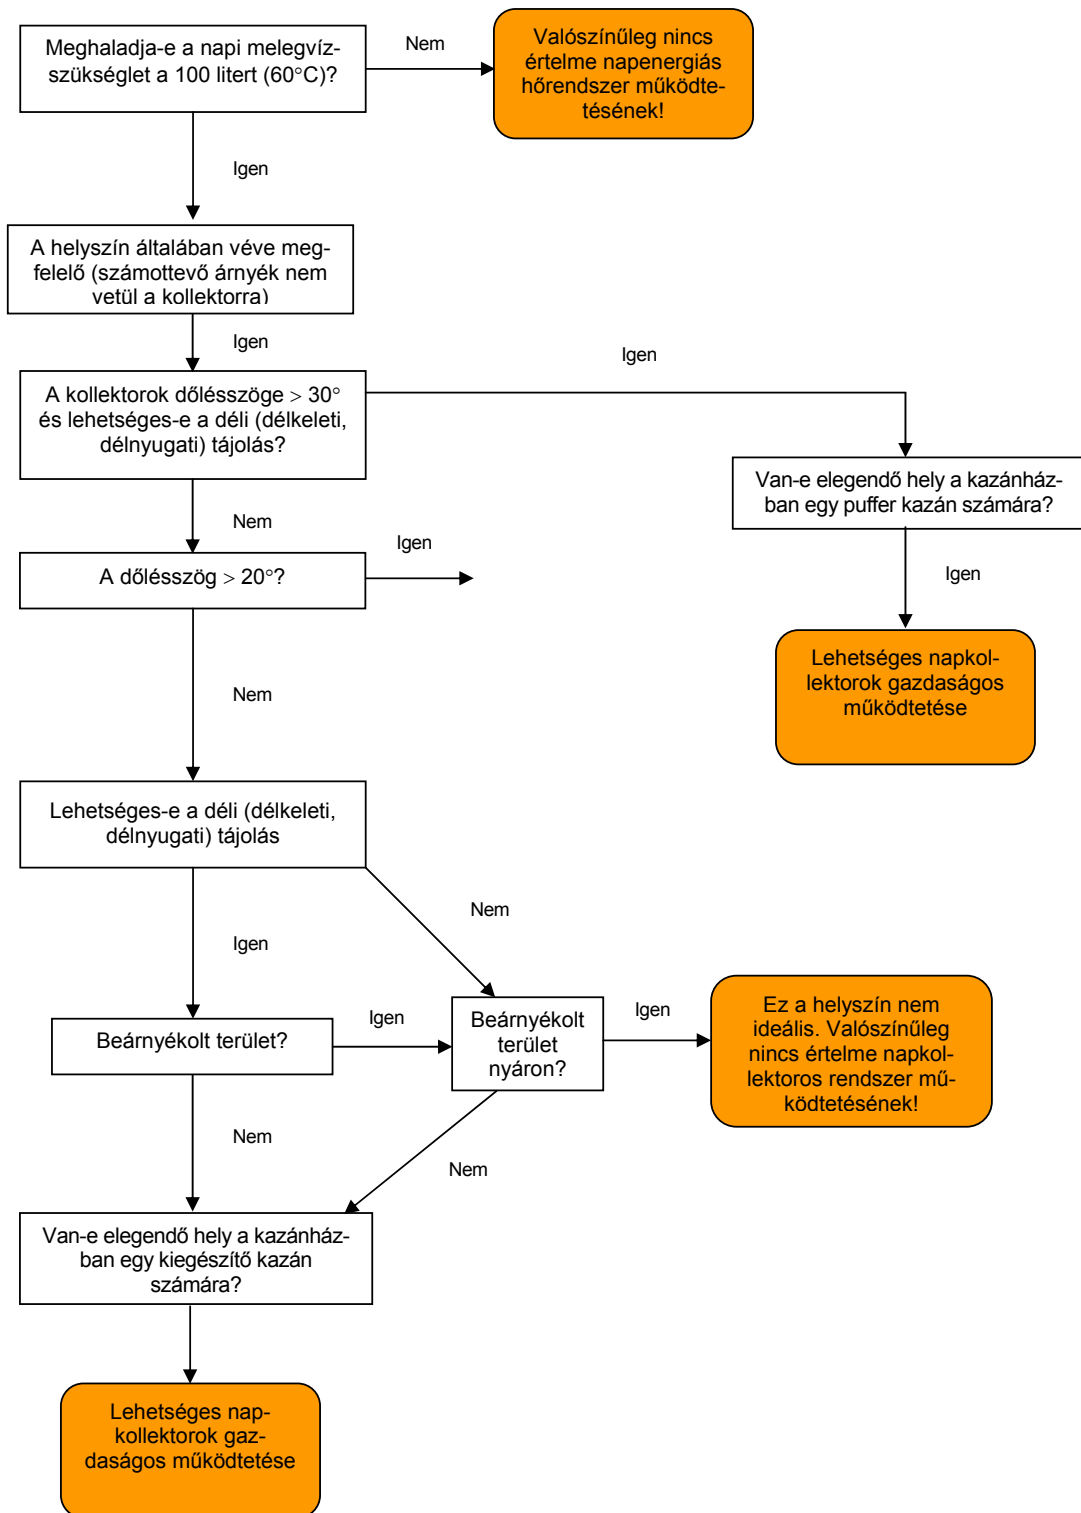 Meghaladja-e a napi melegvíz-
szükséglet a 100 litert (60°C)?
Nem
Valószínűleg nincs
értelme napenergiás
hőrendszer működte-
tésének!
Igen
A helyszín általában véve meg-
felelő (számottevő árnyék nem
vetül a kollektorra)
Igen
Igen
A kollektorok dőlésszöge > 30°
és lehetséges-e a déli (délkeleti,
délnyugati) tájolás?
Van-e elegendő hely a kazánház-
ban egy puffer kazán számára?
Nem
Igen
A dőlésszög > 20°?
Igen
Lehetséges napkol-
lektorok gazdaságos
működtetése
Nem
Lehetséges-e a déli (délkeleti,
délnyugati) tájolás
Nem
Igen
Beárnyékolt terület?
Igen
Beárnyékolt
terület
nyáron?
Igen
Ez a helyszín nem
ideális. Valószínűleg
nincs értelme napkol-
lektoros rendszer mű-
ködtetésének!
Nem
Nem
Van-e elegendő hely a kazánház-
ban egy kiegészítő kazán
számára?
Lehetséges nap-
kollektorok gaz-
daságos működtetése